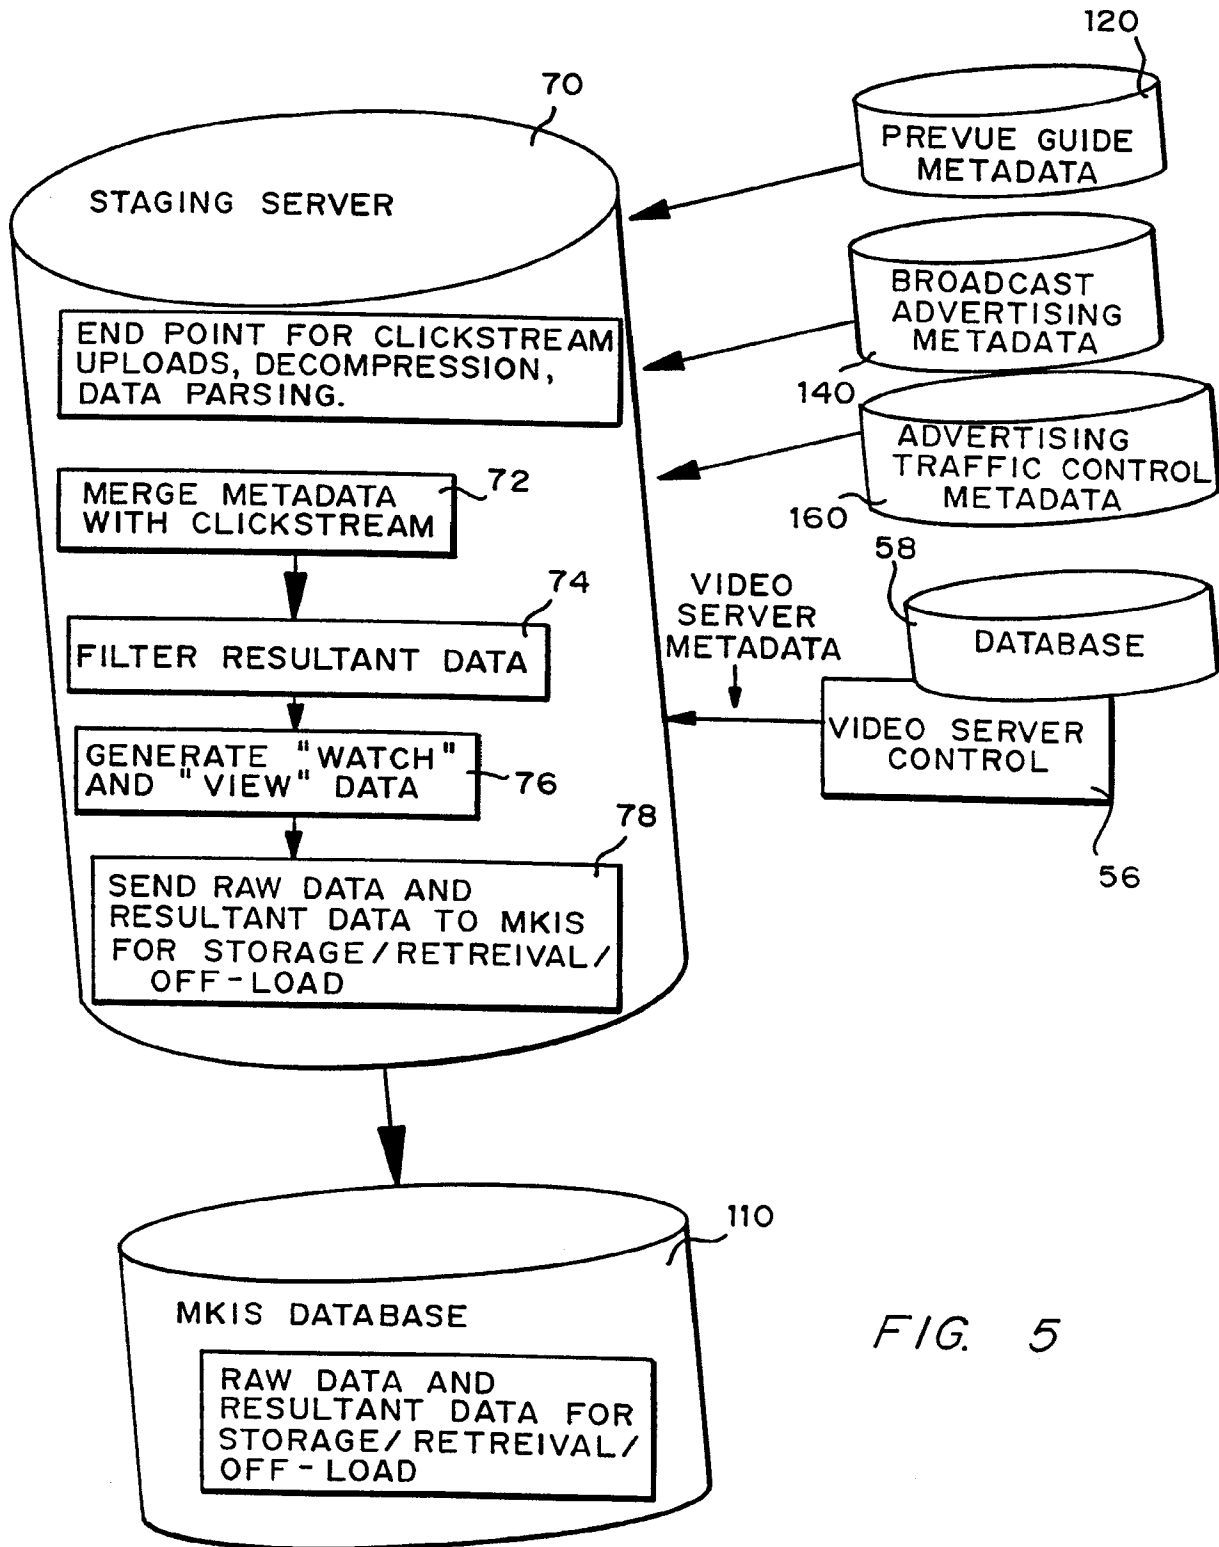 120
PREVUE GUIDE
METADATA
70
STAGING SERVER
BROADCAST
ADVERTISING
METADATA
140
END POINT FOR CLICKSTREAM
UPLOADS, DECOMPRESSION,
DATA PARSING.
ADVERTISING
TRAFFIC CONTROL
METADATA
160
MERGE METADATA
WITH CLICKSTREAM
72
58
DATABASE
VIDEO
SERVER
METADATA
74
FILTER RESULTANT DATA
VIDEO SERVER
CONTROL
56
GENERATE "WATCH"
AND "VIEW" DATA
76
78
SEND RAW DATA AND
RESULTANT DATA TO MKIS
FOR STORAGE/RETREIVAL/
OFF-LOAD
110
MKIS DATABASE
RAW DATA AND
RESULTANT DATA FOR
STORAGE/RETREIVAL/
OFF-LOAD
FIG. 5